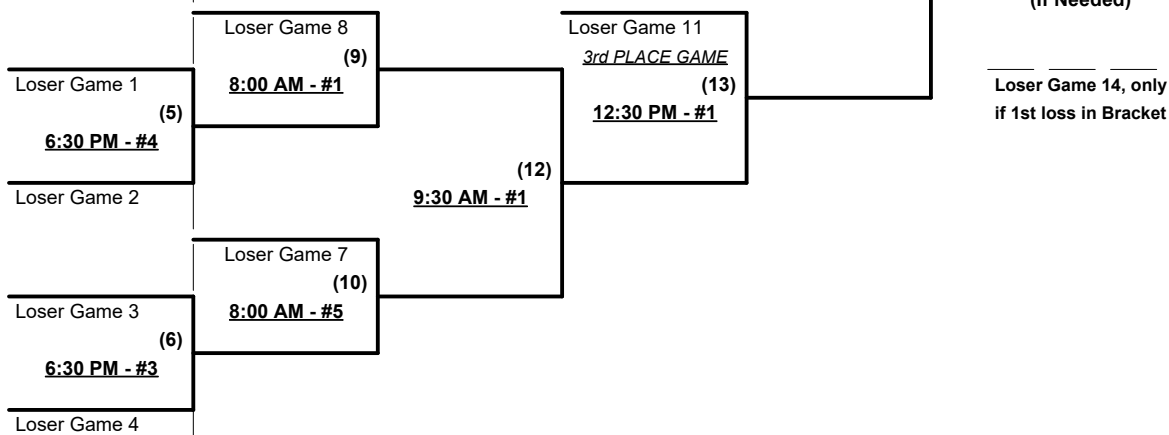 (If Needed)
Loser Game 8
(9)
8:00 AM - #1
Loser Game 11
3rd PLACE GAME
(13)
12:30 PM - #1
Loser Game 1
(5)
6:30 PM - #4
Loser Game 2
Loser Game 14, only
if 1st loss in Bracket
(12)
9:30 AM - #1
Loser Game 7
(10)
8:00 AM - #5
Loser Game 3
(6)
6:30 PM - #3
Loser Game 4